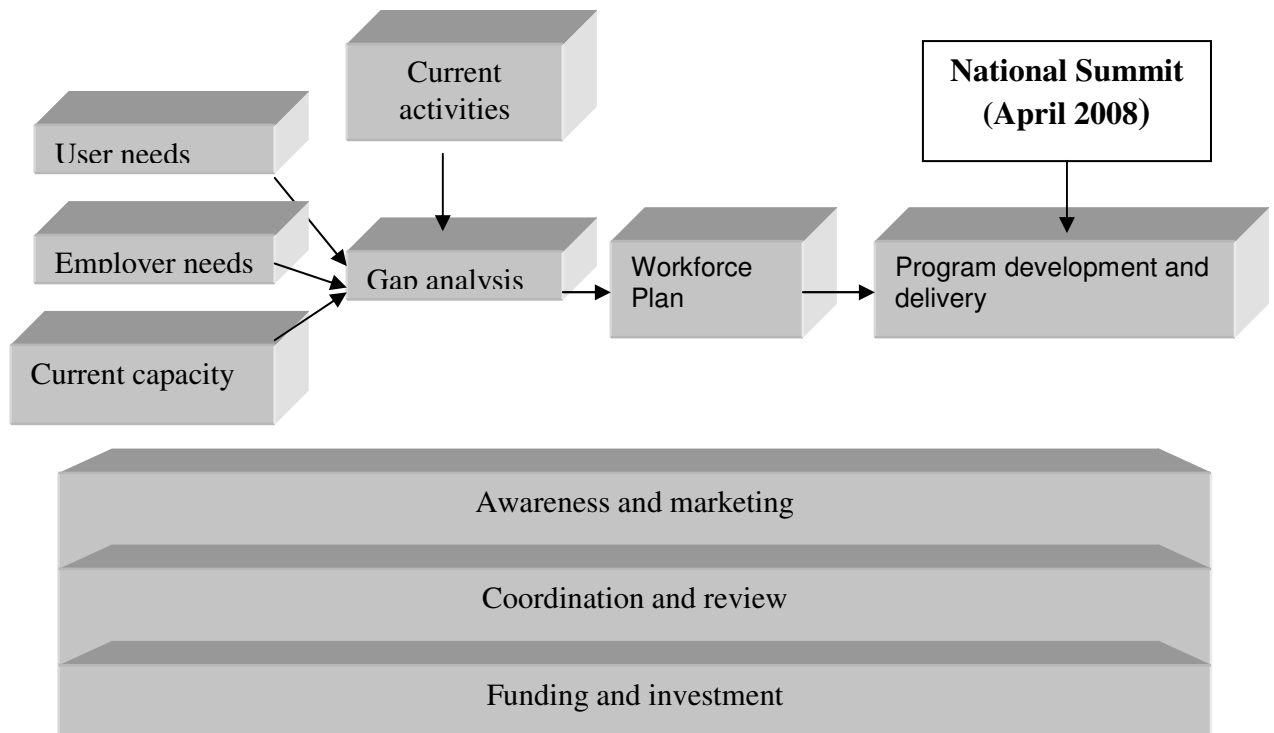 Current
activities
National Summit
(April 2008)
User needs
Employer needs
Current capacity
Gap analysis
Workforce
Plan
Program development and
delivery
Awareness and marketing
Coordination and review
Funding and investment